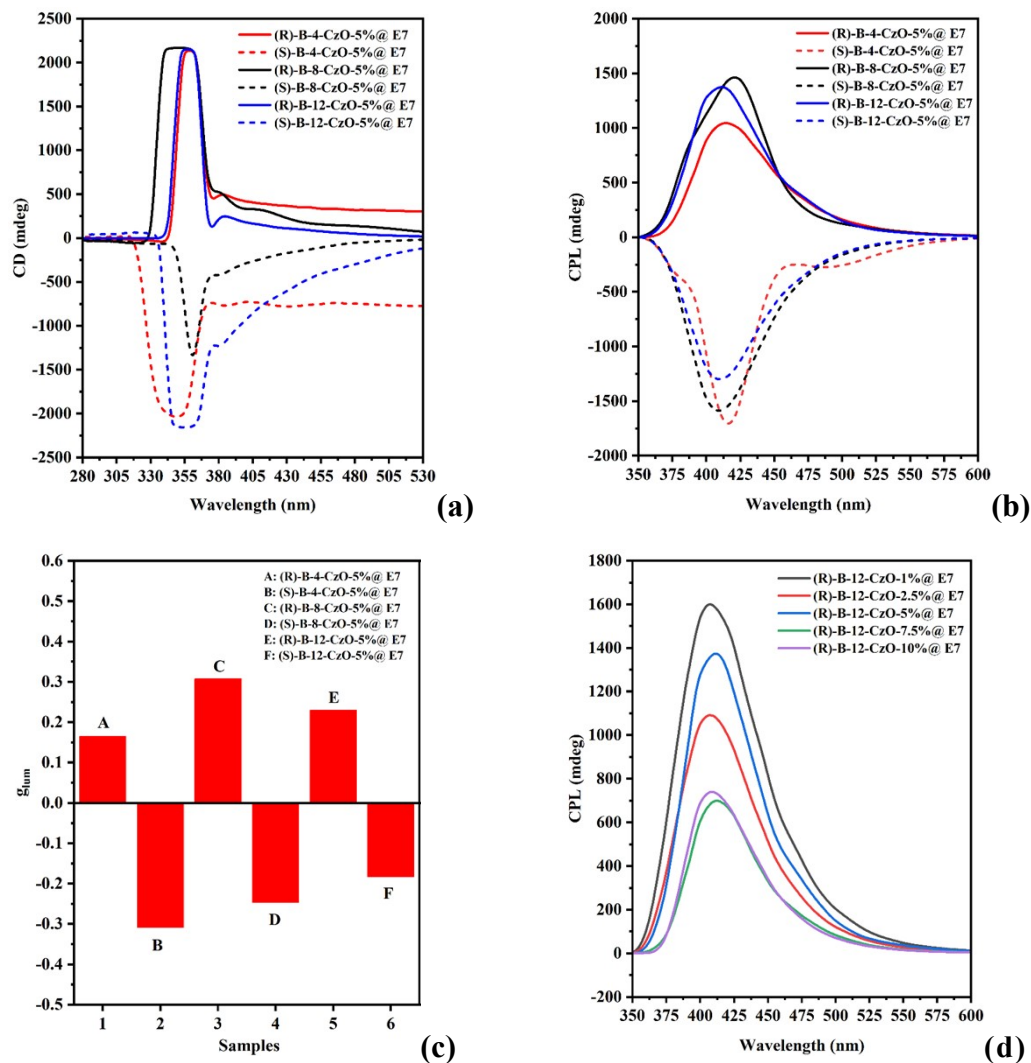 2500
2000
1500
1000
500
0
-500
-1000
-1500
-2000
-2500
CD (mdeg)
(R)-B-4-CzO-5%@ E7
(S)-B-4-CzO-5%@ E7
(R)-B-8-CzO-5%@ E7
(S)-B-8-CzO-5%@ E7
(R)-B-12-CzO-5%@ E7
(S)-B-12-CzO-5%@ E7
280 305 330 355 380 405 430 455 480 505 530
Wavelength (nm)
(a)
2000
1500
1000
500
0
-500
-1000
-1500
-2000
CPL (mdeg)
(R)-B-4-CzO-5%@ E7
(S)-B-4-CzO-5%@ E7
(R)-B-8-CzO-5%@ E7
(S)-B-8-CzO-5%@ E7
(R)-B-12-CzO-5%@ E7
(S)-B-12-CzO-5%@ E7
350 375 400 425 450 475 500 525 550 575 600
Wavelength (nm)
(b)
0.6
0.5
0.4
0.3
0.2
0.1
0.0
-0.1
-0.2
-0.3
-0.4
-0.5
glum
A: (R)-B-4-CzO-5%@ E7
B: (S)-B-4-CzO-5%@ E7
C: (R)-B-8-CzO-5%@ E7
D: (S)-B-8-CzO-5%@ E7
E: (R)-B-12-CzO-5%@ E7
F: (S)-B-12-CzO-5%@ E7
A
B
C
D
E
F
1 2 3 4 5 6
Samples
(c)
1800
1600
1400
1200
1000
800
600
400
200
0
-200
CPL (mdeg)
(R)-B-12-CzO-1%@ E7
(R)-B-12-CzO-2.5%@ E7
(R)-B-12-CzO-5%@ E7
(R)-B-12-CzO-7.5%@ E7
(R)-B-12-CzO-10%@ E7
350 375 400 425 450 475 500 525 550 575 600
Wavelength (nm)
(d)